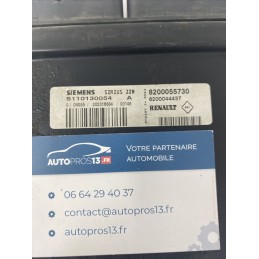 SIEMENS SIRIUS 32N
S110130054 A
8200055730
8200044437
RENAULT
AUTOPROS13.FR
VOTRE PARTENAIRE
AUTOMOBILE
06 64 29 40 37
contact@autopros13.fr
autopros13.fr